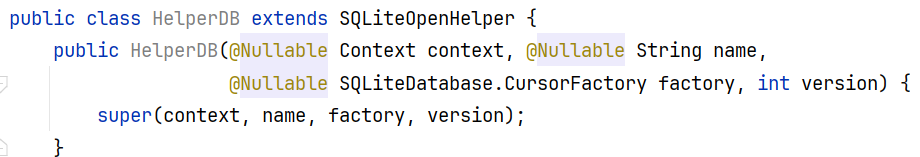 public class HelperDB extends SQLiteOpenHelper {
public HelperDB(@Nullable Context context, @Nullable String name,
@Nullable SQLiteDatabase.CursorFactory factory, int version) {
super(context, name, factory, version);
}